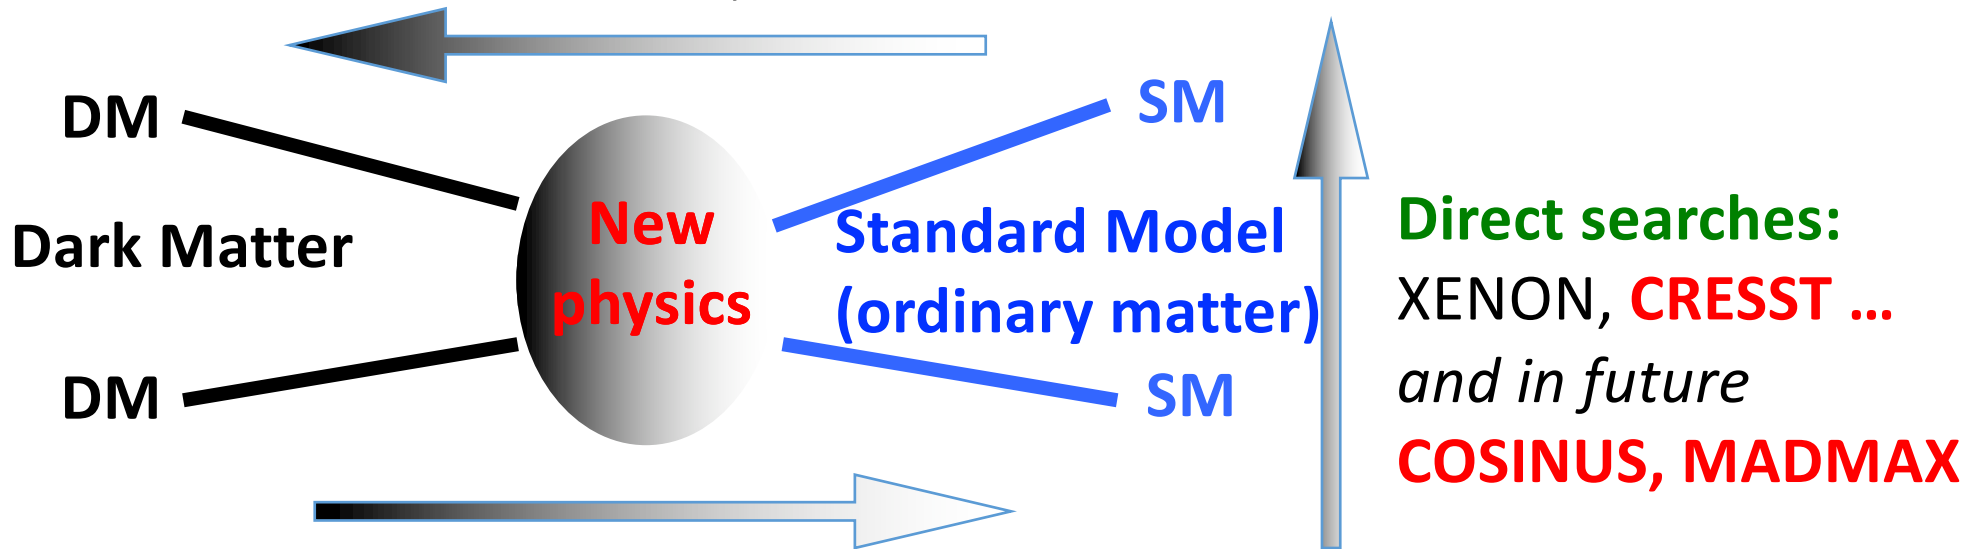 DM
SM
Dark Matter
New
physics
Standard Model
(ordinary matter)
DM
SM
Direct searches:
XENON, CRESST ...
and in future
COSINUS, MADMAX